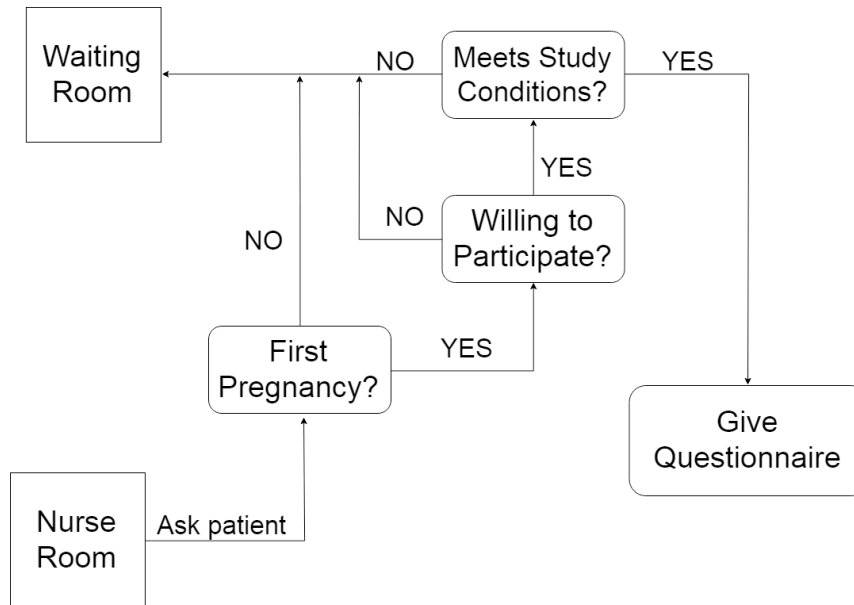 Waiting
Room
NO
Meets Study
Conditions?
YES
YES
NO
Willing to
Participate?
NO
First
Pregnancy?
YES
Give
Questionnaire
Nurse
Room
Ask patient